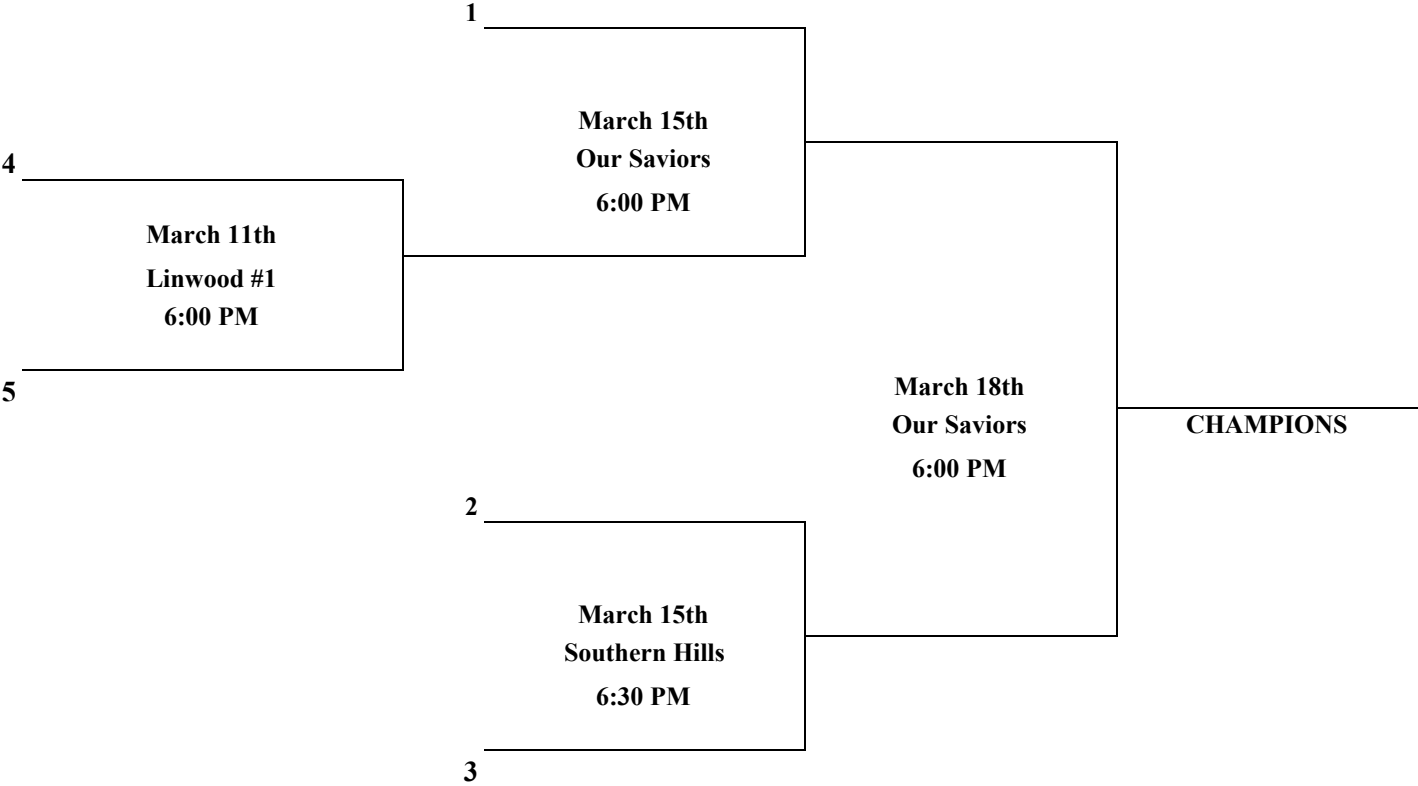 1
March 15th
Our Saviors
6:00 PM
4
March 11th
Linwood #1
6:00 PM
5
March 18th
Our Saviors
6:00 PM
CHAMPIONS
2
March 15th
Southern Hills
6:30 PM
3